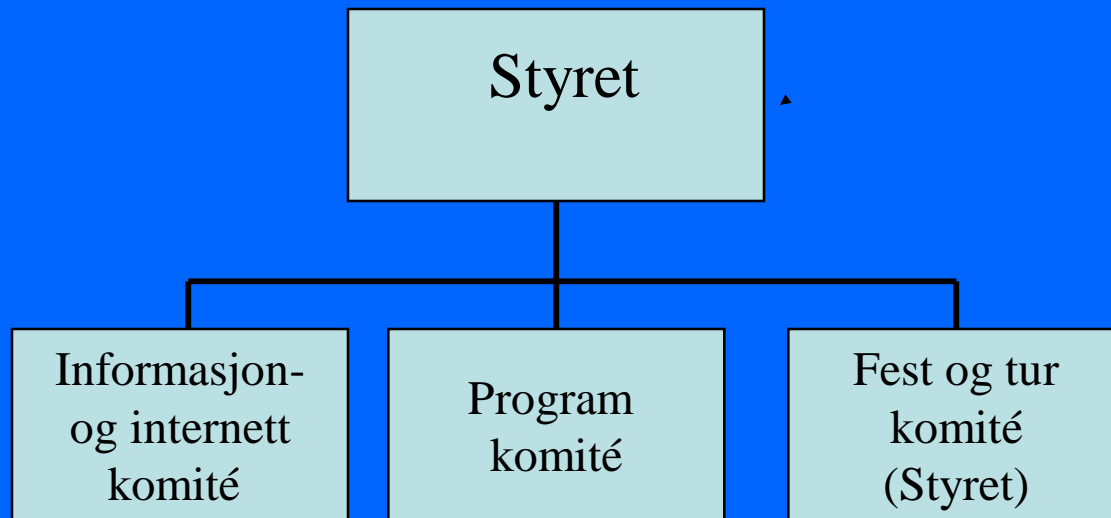 Styret
Informasjon-
og internett
komité
Program
komité
Fest og tur
komité
(Styret)